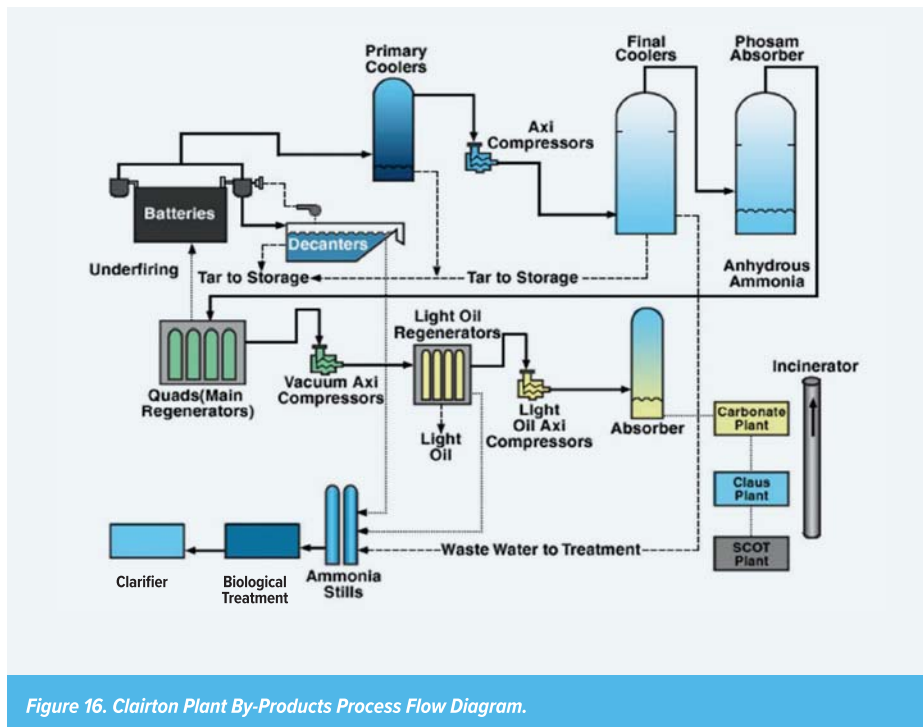 Primary
Coolers
Final
Coolers
Phosam
Absorber
Axi
Compressors
Batteries
Decanters
Underfiring
Tar to Storage
Tar to Storage
Anhydrous
Ammonia
Light Oil
Regenerators
Quads(Main
Regenerators)
Vacuum Axi
Compressors
Light
Oil
Light
Oil Axi
Compressors
Absorber
Incinerator
Carbonate
Plant
Claus
Plant
SCOT
Plant
Waste Water to Treatment
Clarifier
Biological
Treatment
Ammonia
Stills
Figure 16. Clairton Plant By-Products Process Flow Diagram.